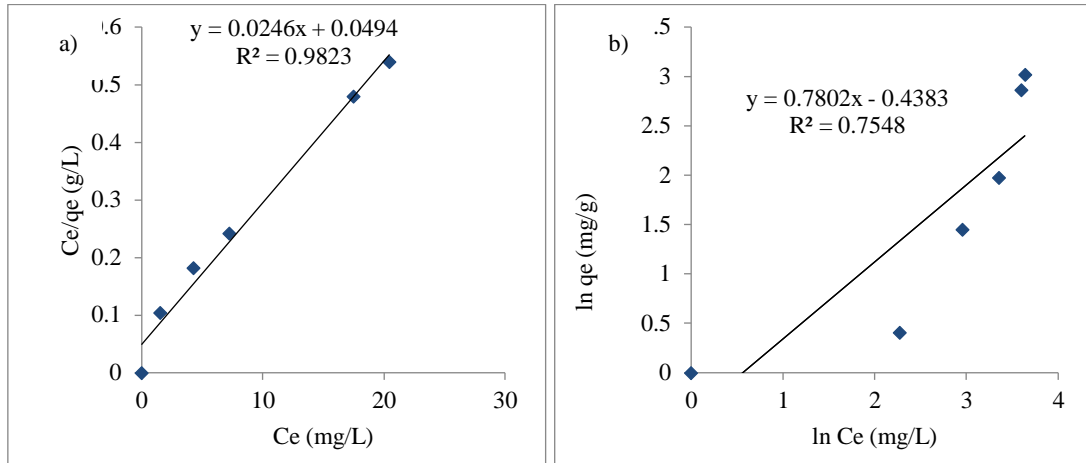 a)
y = 0.0246x + 0.0494
R² = 0.9823
.6
0.5
0.4
0.3
0.2
0.1
0
0
10
20
30
Ce/qe (g/L)
Ce (mg/L)
b)
y = 0.7802x - 0.4383
R² = 0.7548
.5
3
2.5
2
1.5
1
0.5
0
0
1
2
3
4
ln qe (mg/g)
ln Ce (mg/L)